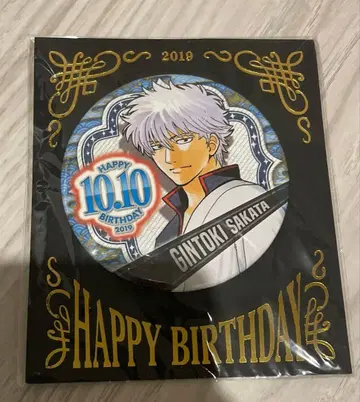 2019
HAPPY
10.10
BIRTHDAY
2019
GINTOKI SAKATA
HAPPY BIRTHDAY